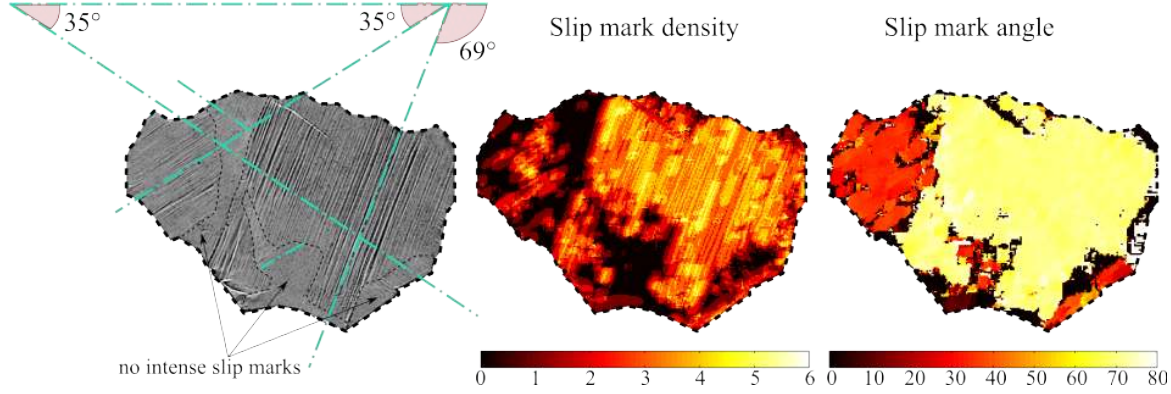 35°
35°
69°
Slip mark density
Slip mark angle
no intense slip marks
0 1 2 3 4 5 6
0 10 20 30 40 50 60 70 80